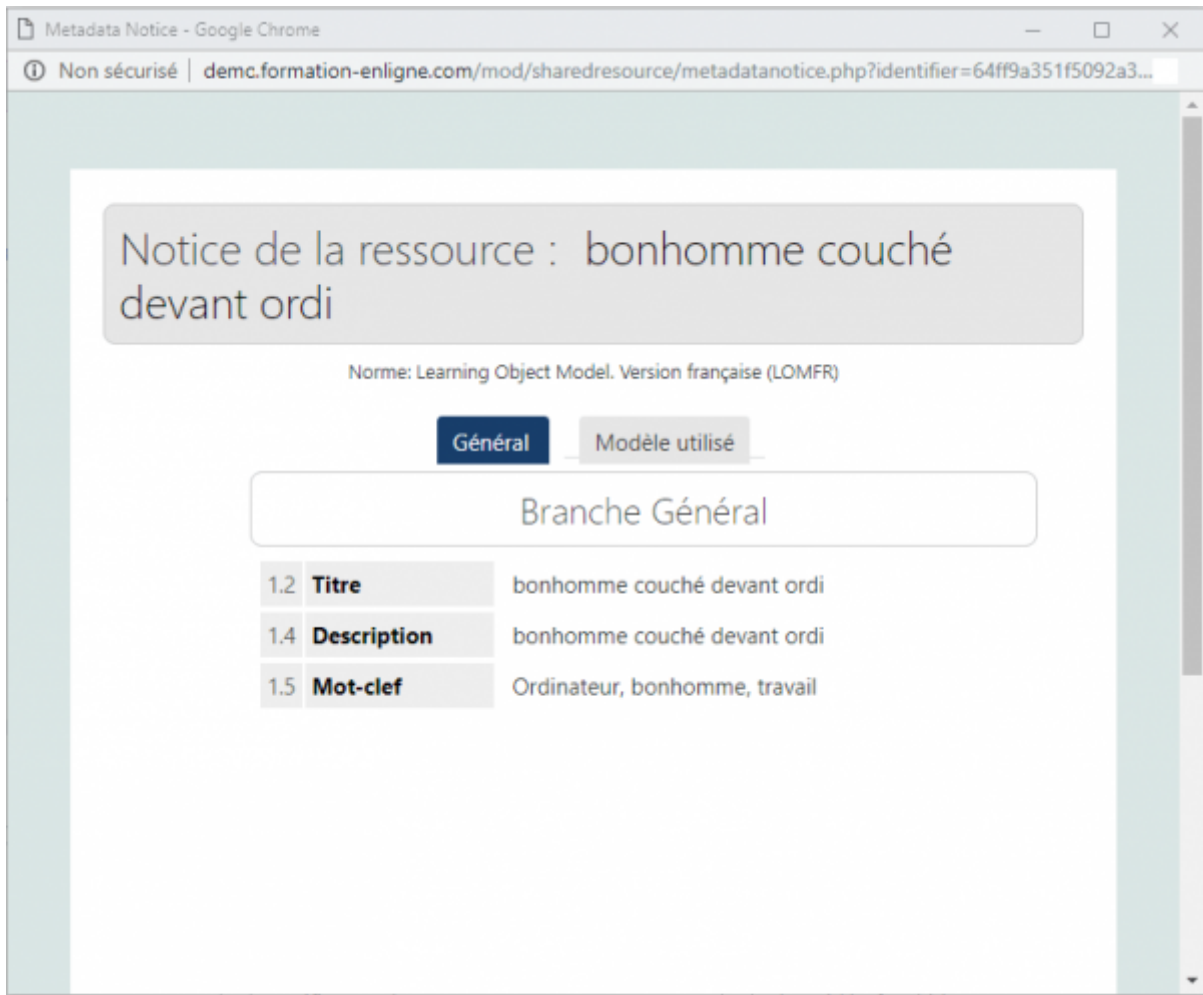 Metadata Notice - Google Chrome
Non sécurisé | demc.formation-enligne.com/mod/sharedresource/metadatanotice.php?identifier=64ff9a351f5092a3...
Notice de la ressource : bonhomme couché
devant ordi
Norme: Learning Object Model. Version française (LOMFR)
Général Modèle utilisé
Branche Général
1.2 Titre bonhomme couché devant ordi
1.4 Description bonhomme couché devant ordi
1.5 Mot-clef Ordinateur, bonhomme, travail